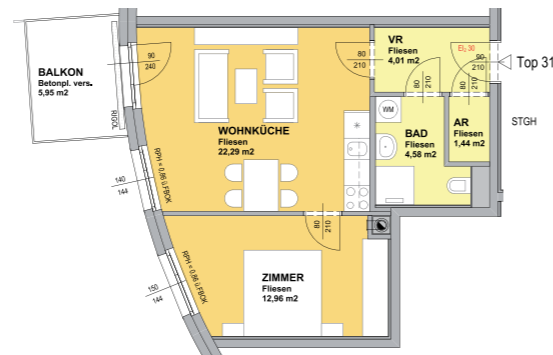 BALKON
Betonpl. vers.
5,95 m2
RIGOL
90
240
WOHNKÜCHE
Fliesen
22,29 m2
80
210
VR
Fliesen
4,01 m2
EI₂ 30
90
210
Top 31
STGH
80
210
80
210
WM
BAD
Fliesen
4,58 m2
AR
Fliesen
1,44 m2
140
144
RPH = 0,86 ü.FBOK
150
144
RPH = 0,86 ü.FBOK
80
210
ZIMMER
Fliesen
12,96 m2